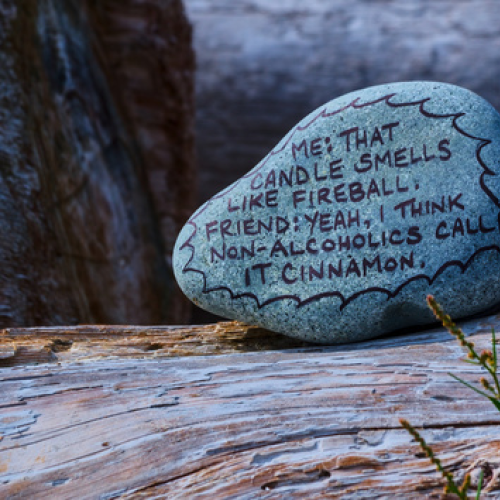 ME: THAT
CANDLE SMELLS
LIKE FIREBALL.
FRIEND: YEAH, I THINK
NON-ALCOHOLICS CALL
IT CINNAMON.